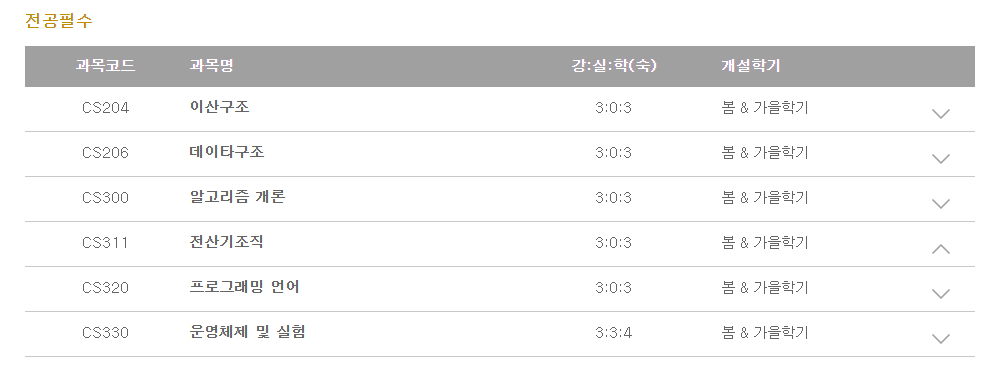 전공필수
과목코드 과목명 강:실:학(숙) 개설학기
CS204 이산구조 3:0:3 봄 & 가을학기
CS206 데이타구조 3:0:3 봄 & 가을학기
CS300 알고리즘 개론 3:0:3 봄 & 가을학기
CS311 전산기조직 3:0:3 봄 & 가을학기
CS320 프로그래밍 언어 3:0:3 봄 & 가을학기
CS330 운영체제 및 실험 3:3:4 봄 & 가을학기